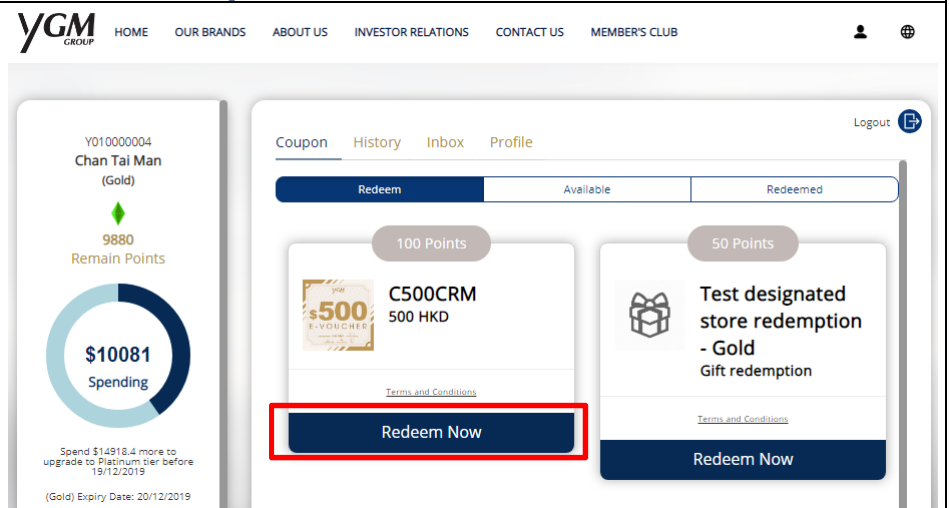 YGM
GROUP
HOME OUR BRANDS ABOUT US INVESTOR RELATIONS CONTACT US MEMBER'S CLUB
Logout
Y010000004
Chan Tai Man
(Gold)
9880
Remain Points
$10081
Spending
Spend $14918.4 more to
upgrade to Platinum tier before
19/12/2019
(Gold) Expiry Date: 20/12/2019
Coupon History Inbox Profile
Redeem Available Redeemed
100 Points
YGM
$500
E-VOUCHER
C500CRM
500 HKD
Terms and Conditions
Redeem Now
50 Points
Test designated
store redemption
- Gold
Gift redemption
Terms and Conditions
Redeem Now